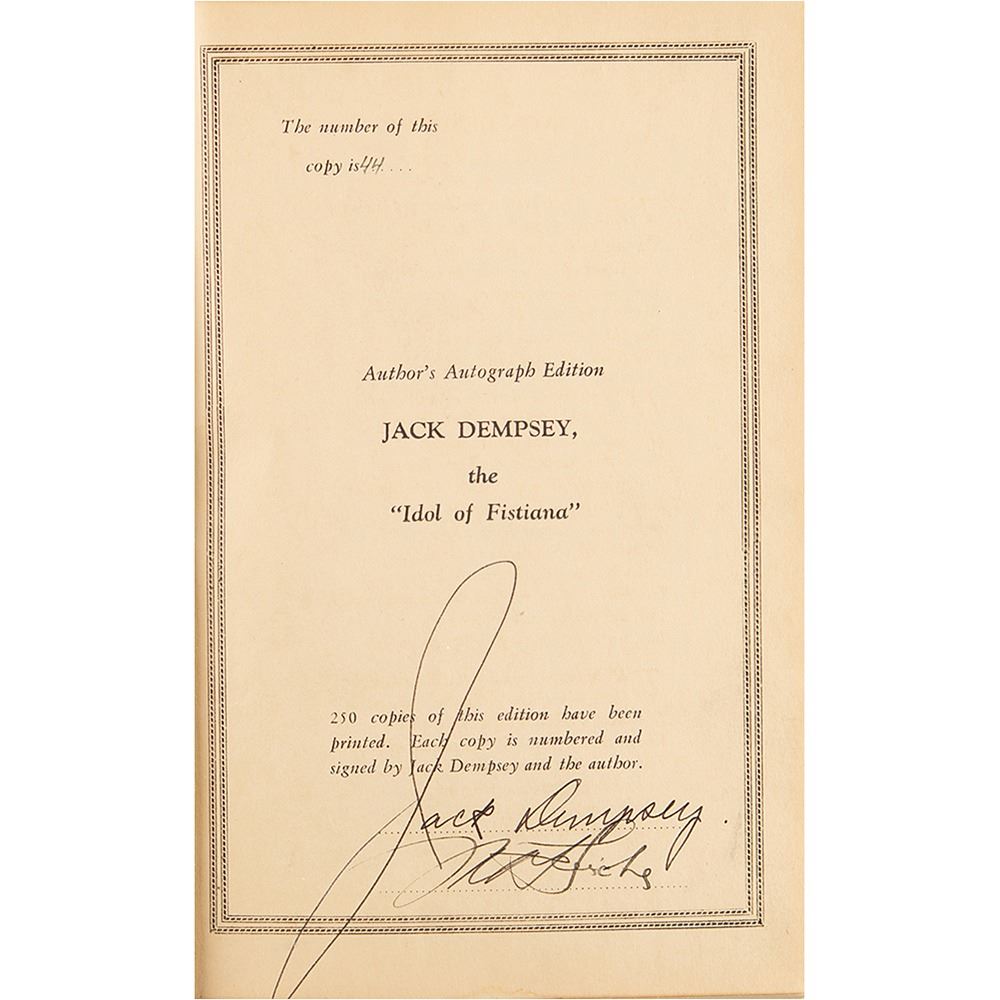 The number of this
copy is 44....
Author's Autograph Edition
JACK DEMPSEY,
the
"Idol of Fistiana"
250 copies of this edition have been
printed. Each copy is numbered and
signed by Jack Dempsey and the author.
Jack Dempsey.